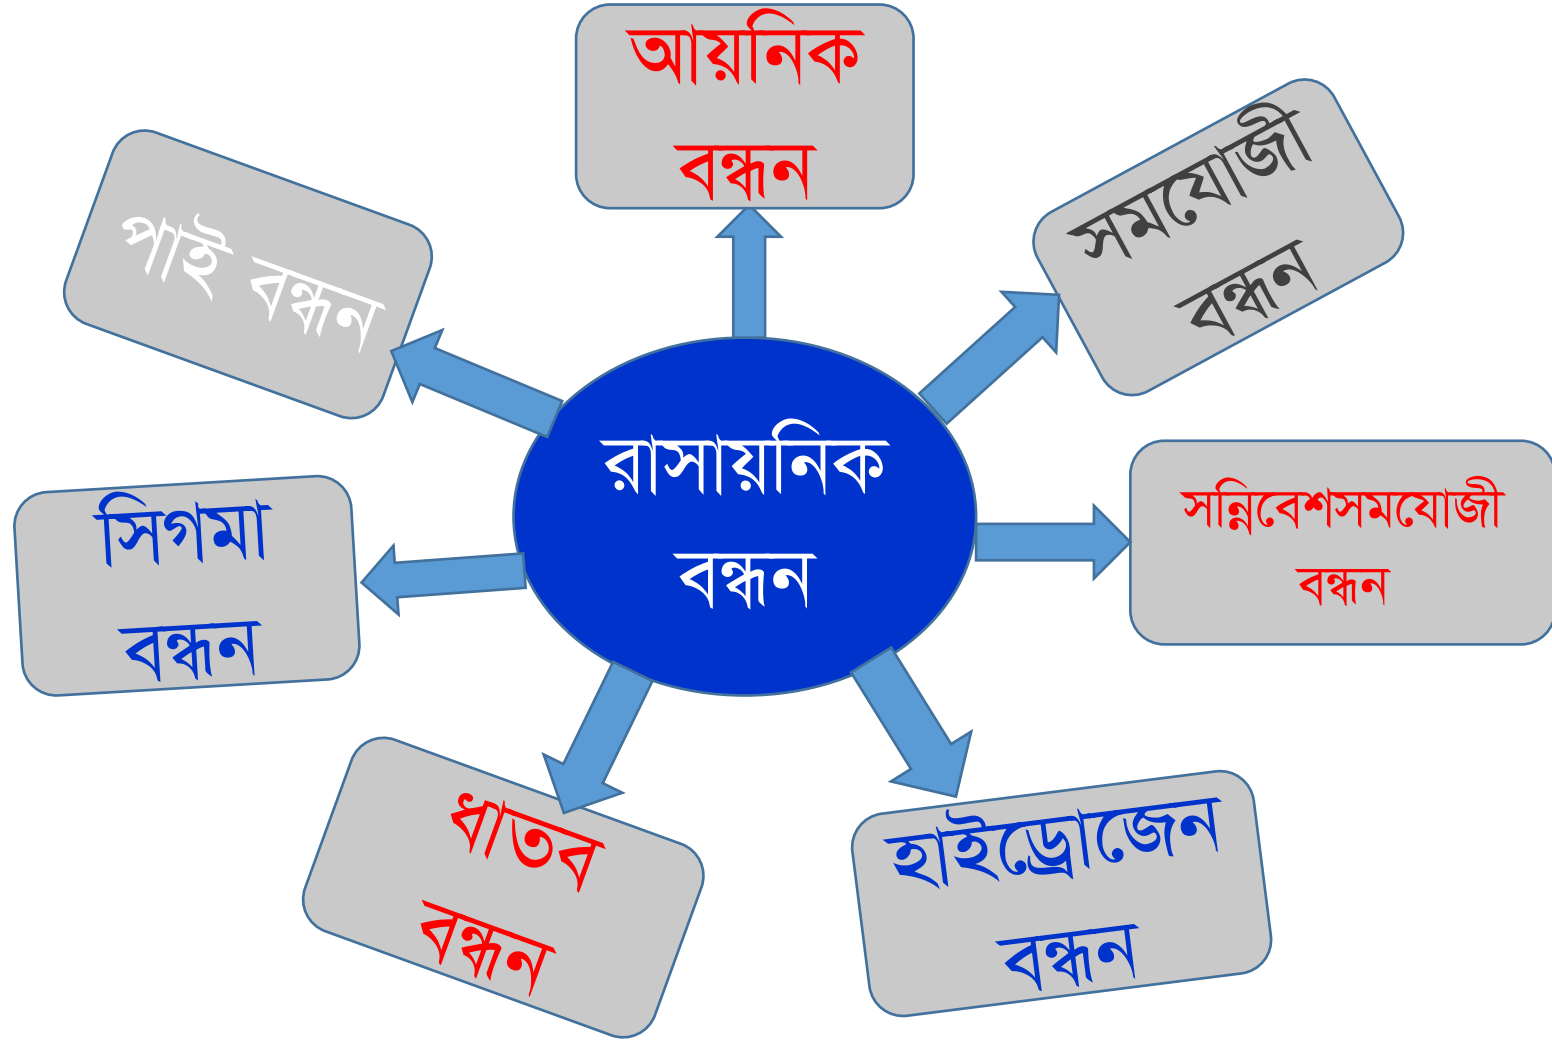 আয়নিক
বন্ধন
সমযোজী
বন্ধন
পাই বন্ধন
রাসায়নিক
বন্ধন
সন্নিবেশসমযোজী
বন্ধন
সিগমা
বন্ধন
ধাতব
বন্ধন
হাইড্রোজেন
বন্ধন